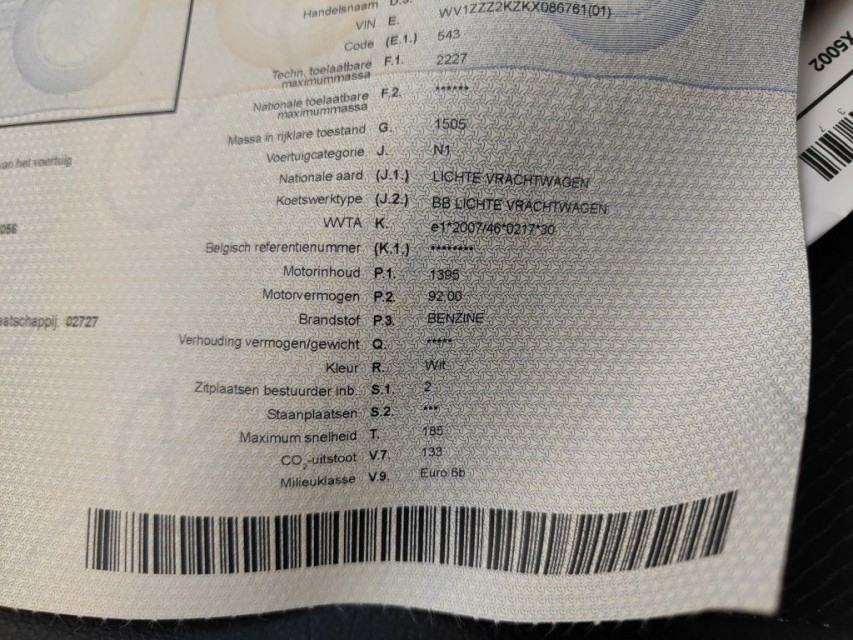 Handelsnaam D.3.
VIN E. WV1ZZZ2KZKX086761(01)
Code (E.1.) 543
Techn. toelaatbare maximummassa F.1. 2227
Nationale toelaatbare maximummassa F.2. ******
Massa in rijklare toestand G. 1505
van het voertuig
Voertuigcategorie J. N1
Nationale aard (J.1.) LICHTE VRACHTWAGEN
Koetswerktype (J.2.) BB LICHTE VRACHTWAGEN
056
WVTA K. e1*2007/46*0217*30
Belgisch referentienummer (K.1.) ********
Motorinhoud P.1. 1395
Motorvermogen P.2. 92,00
aatschappij: 02727
Brandstof P.3. BENZINE
Verhouding vermogen/gewicht Q. *****
Kleur R. Wit
Zitplaatsen bestuurder inb. S.1. 2
Staanplaatsen S.2. ***
Maximum snelheid T. 185
CO₂-uitstoot V.7. 133
Milieuklasse V.9. Euro 6b
X5002